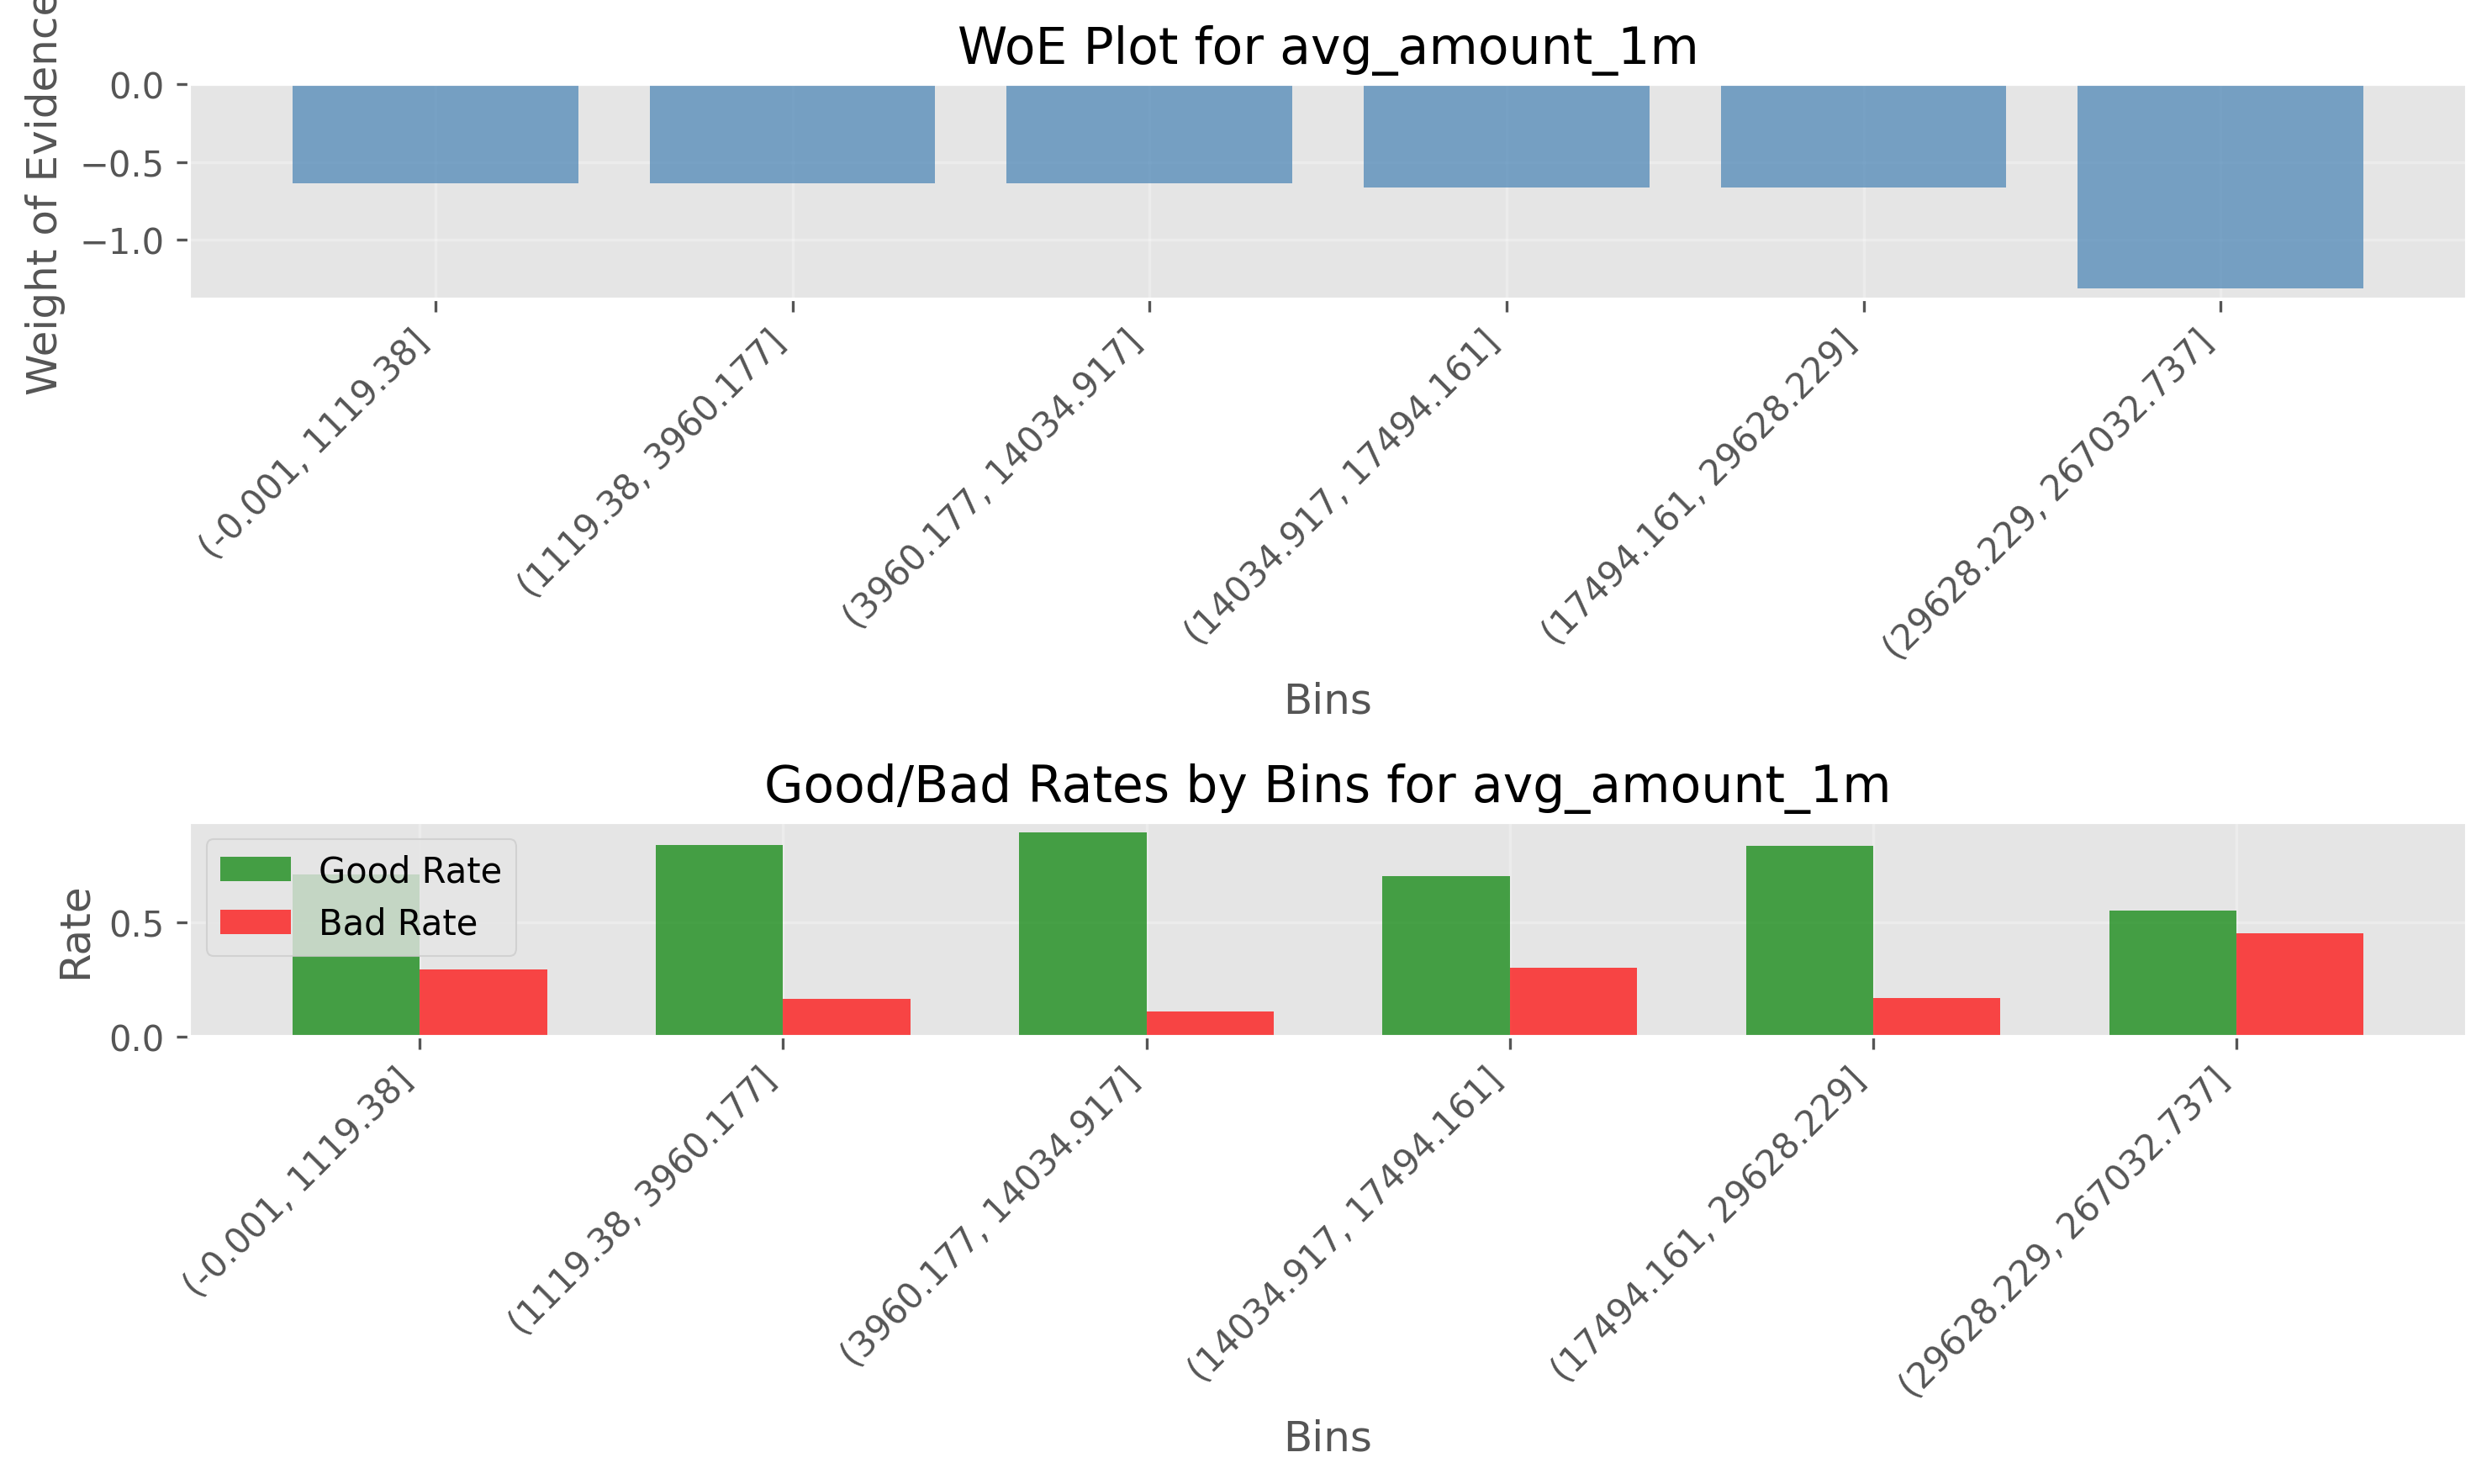 WoE Plot for avg_amount_1m
Weight of Evidence
0.0
−0.5
−1.0
(-0.001, 1119.38]
(1119.38, 3960.177]
(3960.177, 14034.917]
(14034.917, 17494.161]
(17494.161, 29628.229]
(29628.229, 267032.737]
Bins
Good/Bad Rates by Bins for avg_amount_1m
Good Rate
Bad Rate
Rate
0.5
0.0
(-0.001, 1119.38]
(1119.38, 3960.177]
(3960.177, 14034.917]
(14034.917, 17494.161]
(17494.161, 29628.229]
(29628.229, 267032.737]
Bins